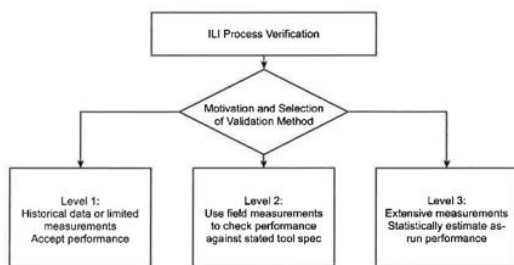 ILI Process Verification
Motivation and Selection
of Validation Method
Level 1:
Historical data or limited
measurements
Accept performance
Level 2:
Use field measurements
to check performance
against stated tool spec
Level 3:
Extensive measurements
Statistically estimate as-
run performance